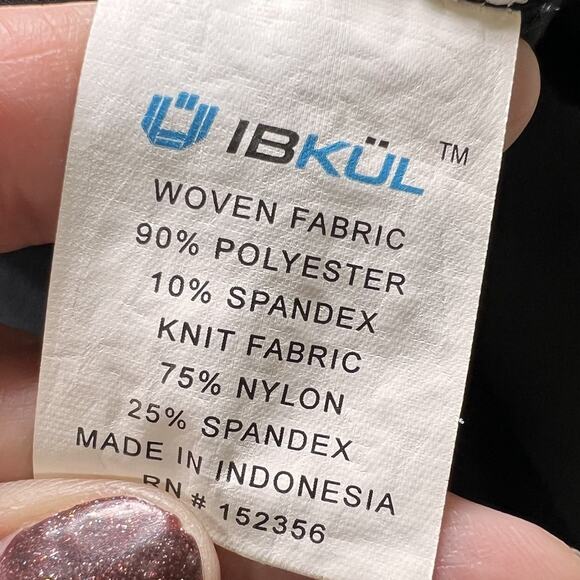 IBKÜL ™
WOVEN FABRIC
90% POLYESTER
10% SPANDEX
KNIT FABRIC
75% NYLON
25% SPANDEX
MADE IN INDONESIA
RN # 152356